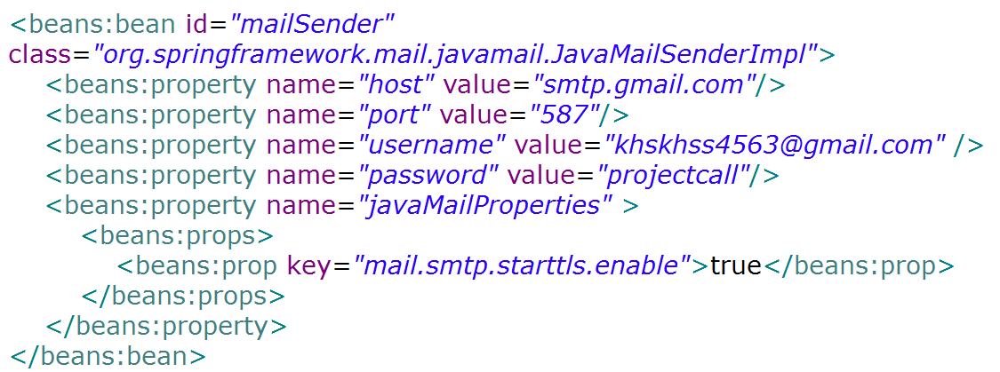 <beans:bean id="mailSender"
class="org.springframework.mail.javamail.JavaMailSenderImpl">
<beans:property name="host" value="smtp.gmail.com"/>
<beans:property name="port" value="587"/>
<beans:property name="username" value="khskhss4563@gmail.com" />
<beans:property name="password" value="projectcall"/>
<beans:property name="javaMailProperties" >
<beans:props>
<beans:prop key="mail.smtp.starttls.enable">true</beans:prop>
</beans:props>
</beans:property>
</beans:bean>